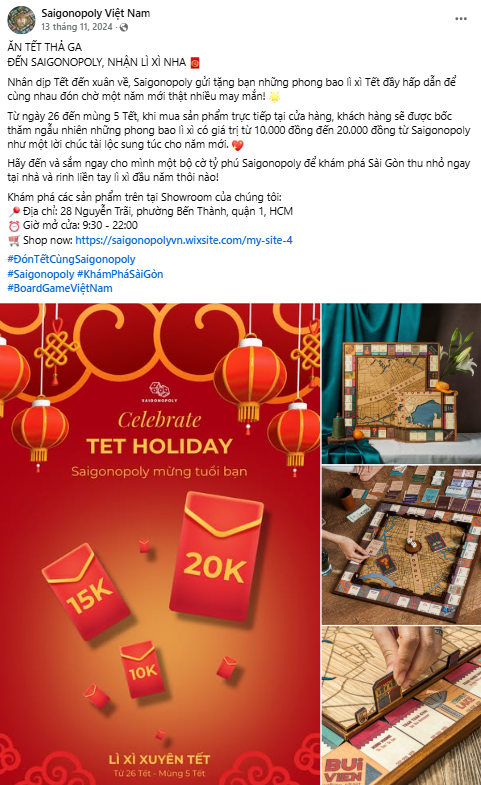 Saigonopoly Việt Nam
13 tháng 11, 2024 ·
ĂN TẾT THẢ GA
ĐẾN SAIGONOPOLY, NHẬN LÌ XÌ NHA 🧧
Nhân dịp Tết đến xuân về, Saigonopoly gửi tặng bạn những phong bao lì xì Tết đầy hấp dẫn để
cùng nhau đón chờ một năm mới thật nhiều may mắn! 🌟
Từ ngày 26 đến mùng 5 Tết, khi mua sản phẩm trực tiếp tại cửa hàng, khách hàng sẽ được bốc
thăm ngẫu nhiên những phong bao lì xì có giá trị từ 10.000 đồng đến 20.000 đồng từ Saigonopoly
như một lời chúc tài lộc sung túc cho năm mới. 💖
Hãy đến và sắm ngay cho mình một bộ cờ tỷ phú Saigonopoly để khám phá Sài Gòn thu nhỏ ngay
tại nhà và rinh liền tay lì xì đầu năm thôi nào!
Khám phá các sản phẩm trên tại Showroom của chúng tôi:
📍 Địa chỉ: 28 Nguyễn Trãi, phường Bến Thành, quận 1, HCM
⏰ Giờ mở cửa: 9:30 - 22:00
🛒 Shop now: https://saigonopolyvn.wixsite.com/my-site-4
#ĐónTếtCùngSaigonopoly
#Saigonopoly #KhámPháSàiGòn
#BoardGameViệtNam
SAIGONOPOLY
Celebrate
TET HOLIDAY
Saigonopoly mừng tuổi bạn
20K
15K
10K
LÌ XÌ XUYÊN TẾT
Từ 26 Tết - Mùng 5 Tết
BUI
VIEN
LAKE